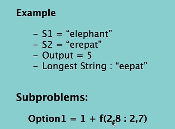 Example
– S1 = “elephant”
– S2 = “erepat”
– Output = 5
– Longest String : “eepat”
Subproblems:
Option1 = 1 + f(2,8 : 2,7)